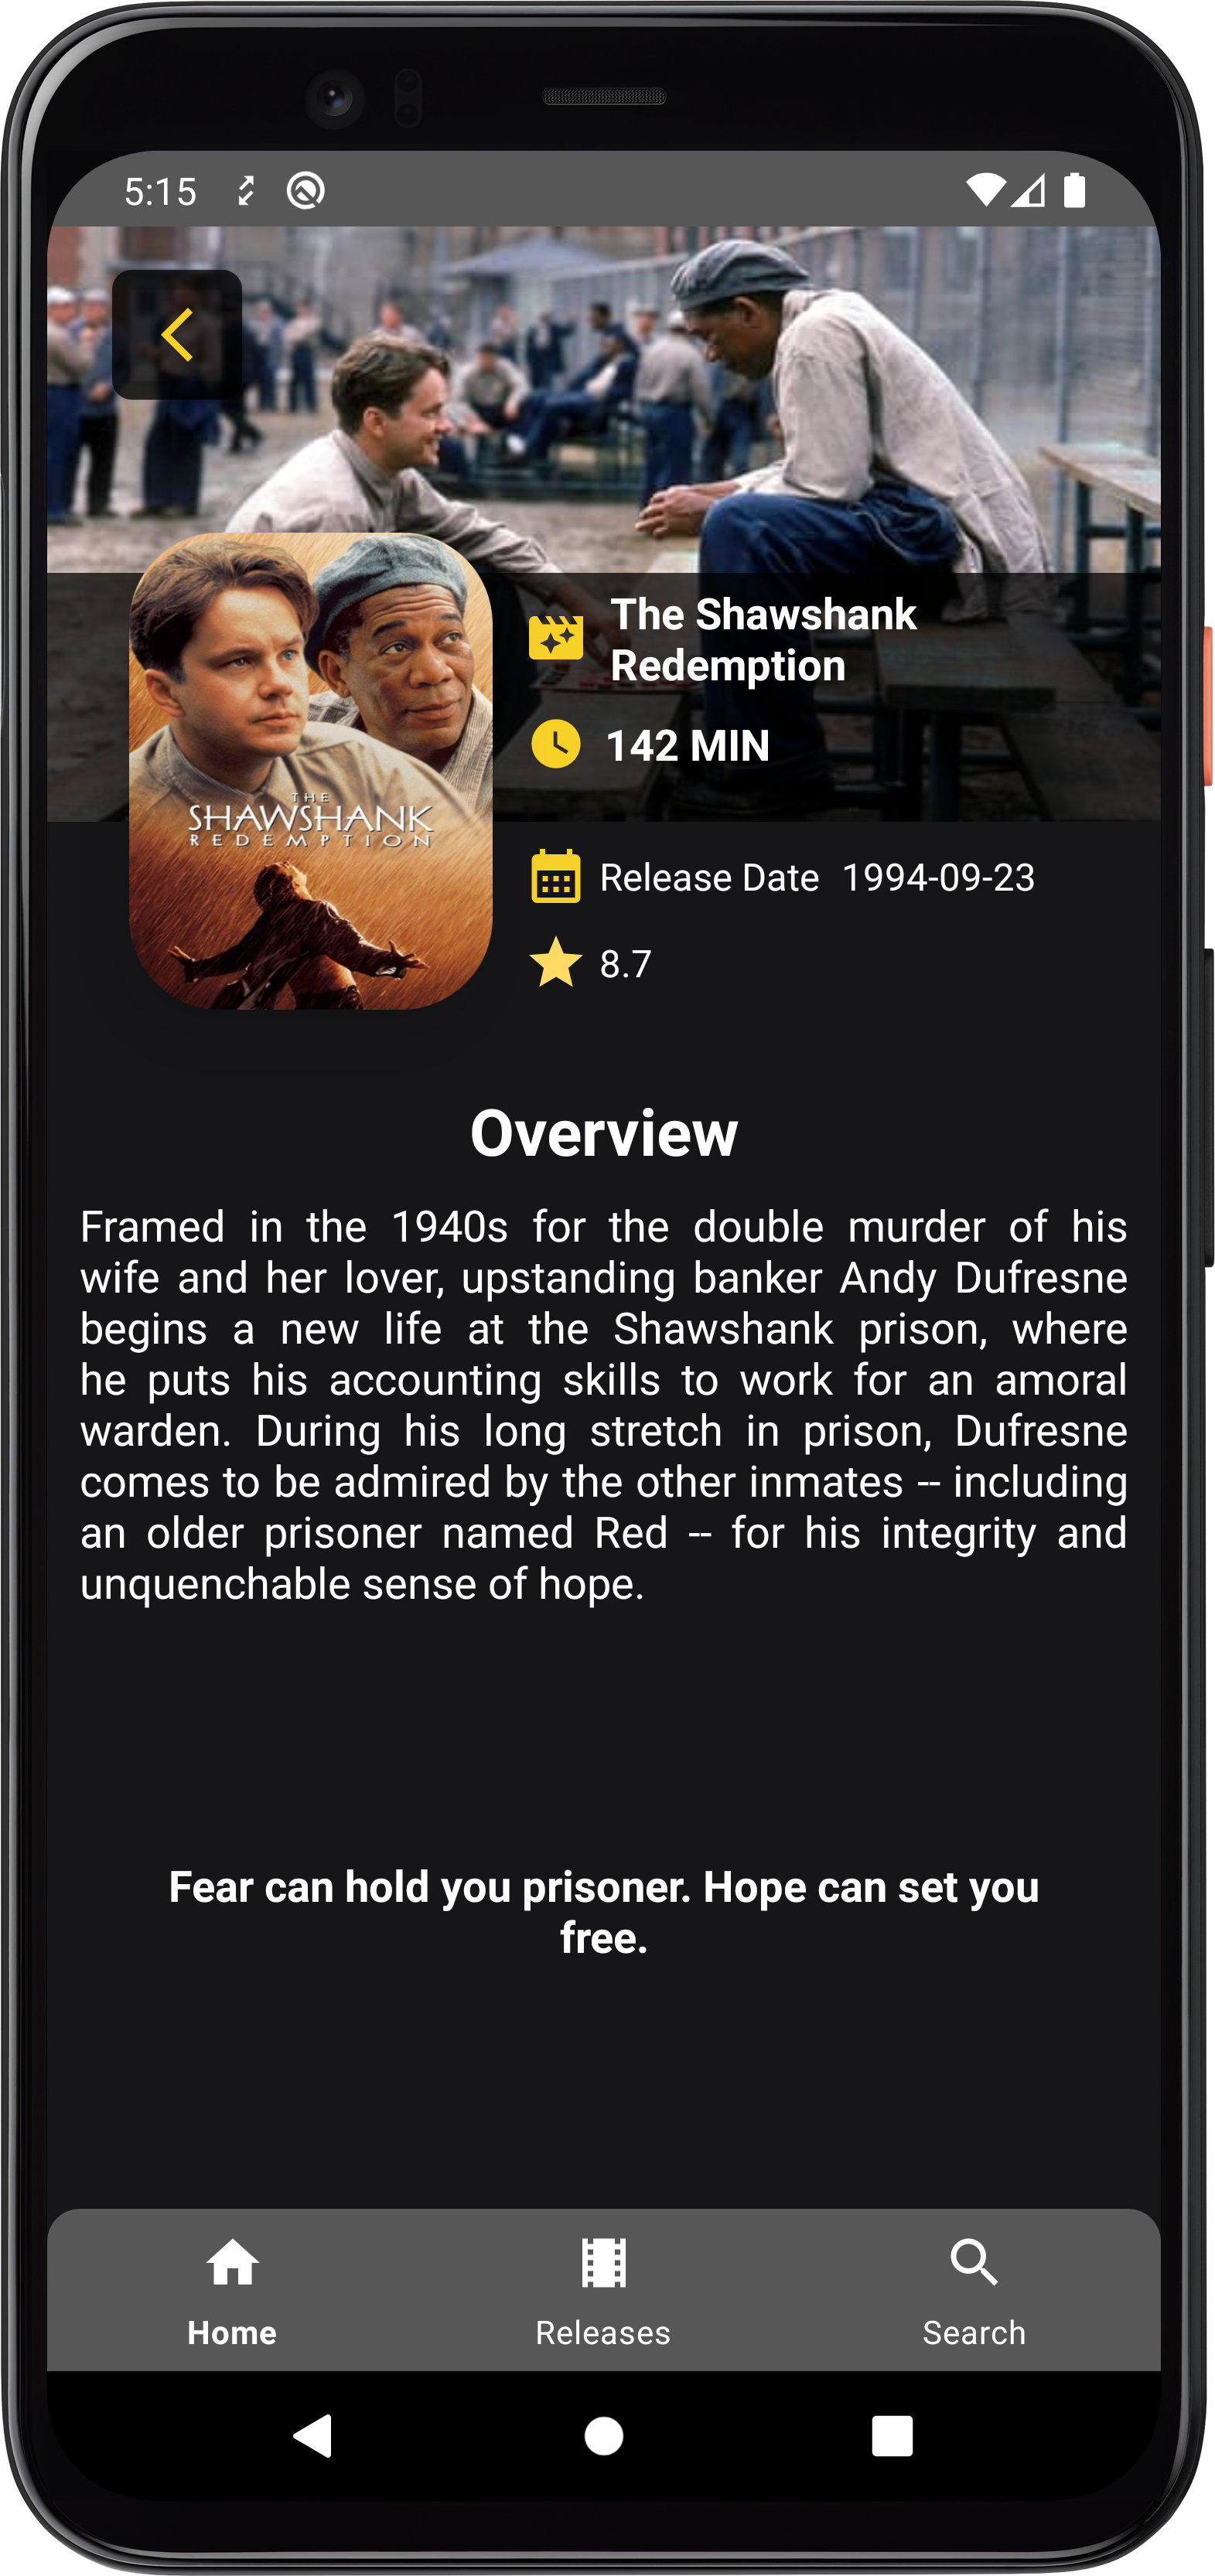 5:15
The Shawshank
Redemption
142 MIN
THE
SHAWSHANK
REDEMPTION
Release Date 1994-09-23
8.7
Overview
Framed in the 1940s for the double murder of his
wife and her lover, upstanding banker Andy Dufresne
begins a new life at the Shawshank prison, where
he puts his accounting skills to work for an amoral
warden. During his long stretch in prison, Dufresne
comes to be admired by the other inmates -- including
an older prisoner named Red -- for his integrity and
unquenchable sense of hope.
Fear can hold you prisoner. Hope can set you
free.
Home
Releases
Search